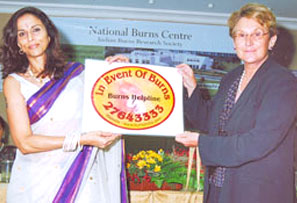 National Burns Centre
Indian Burns Research Society
In Event Of Burns
Burns Helpline
27643333